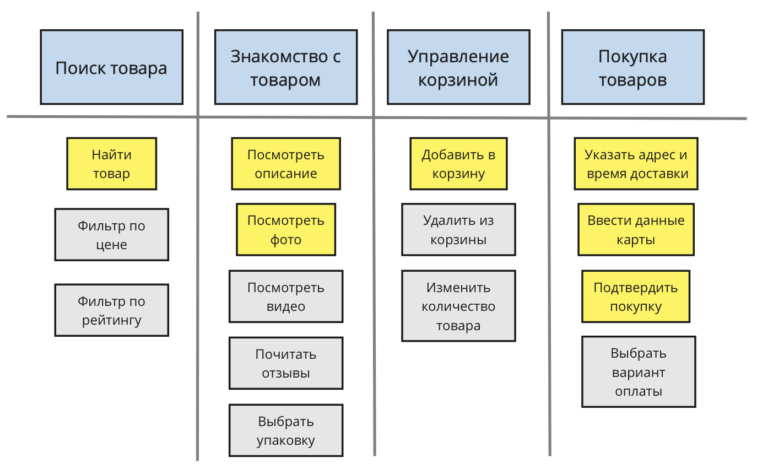 Поиск товара
Знакомство с
товаром
Управление
корзиной
Покупка
товаров
Найти
товар
Фильтр по
цене
Фильтр по
рейтингу
Посмотреть
описание
Посмотреть
фото
Посмотреть
видео
Почитать
отзывы
Выбрать
упаковку
Добавить в
корзину
Удалить из
корзины
Изменить
количество
товара
Указать адрес и
время доставки
Ввести данные
карты
Подтвердить
покупку
Выбрать
вариант
оплаты